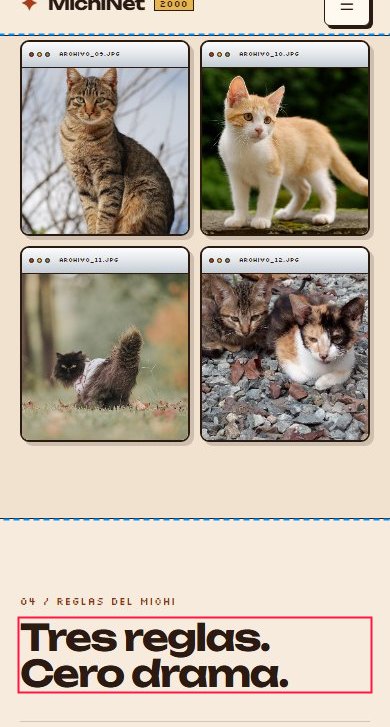 MichiNet 2000
ARCHIVO_09.JPG
ARCHIVO_10.JPG
ARCHIVO_11.JPG
ARCHIVO_12.JPG
04 / REGLAS DEL MICHI
Tres reglas.
Cero drama.